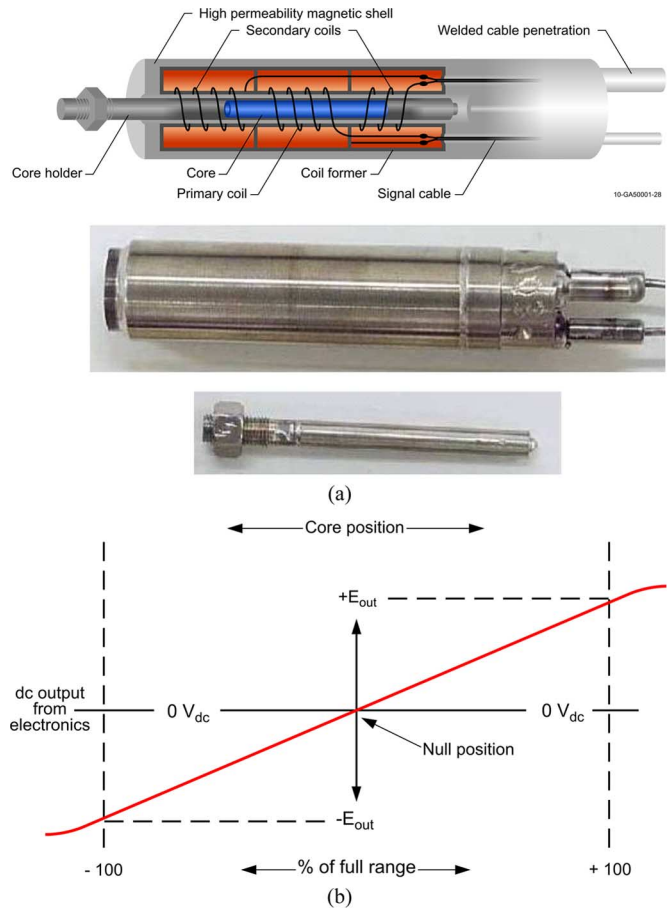 High permeability magnetic shell
Secondary coils
Welded cable penetration
Core holder
Core
Coil former
Primary coil
Signal cable
10-GA50001-28
(a)
Core position
+E_out
dc output
from
electronics
0 V_dc
0 V_dc
Null position
-E_out
- 100
% of full range
+ 100
(b)